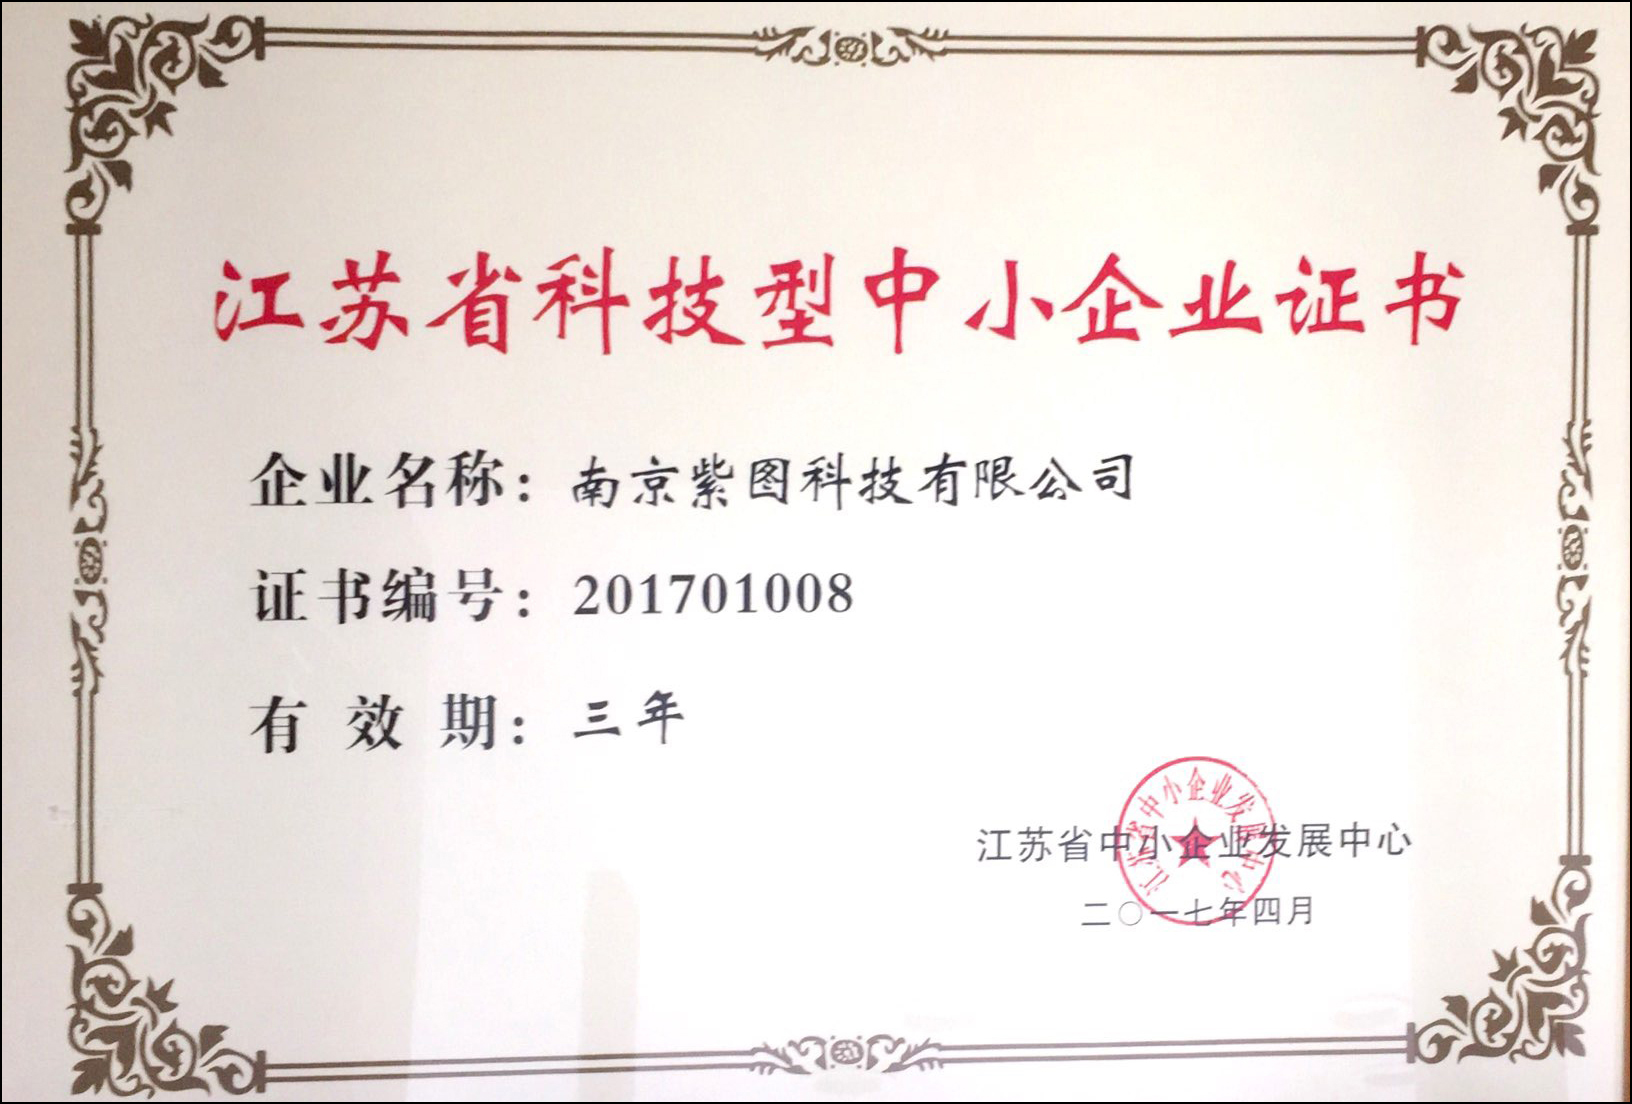 江苏省科技型中小企业证书
企业名称：南京紫图科技有限公司
证书编号：201701008
有 效 期：三年
江苏省中小企业发展中心
江苏省中小企业发展中心
二〇一七年四月